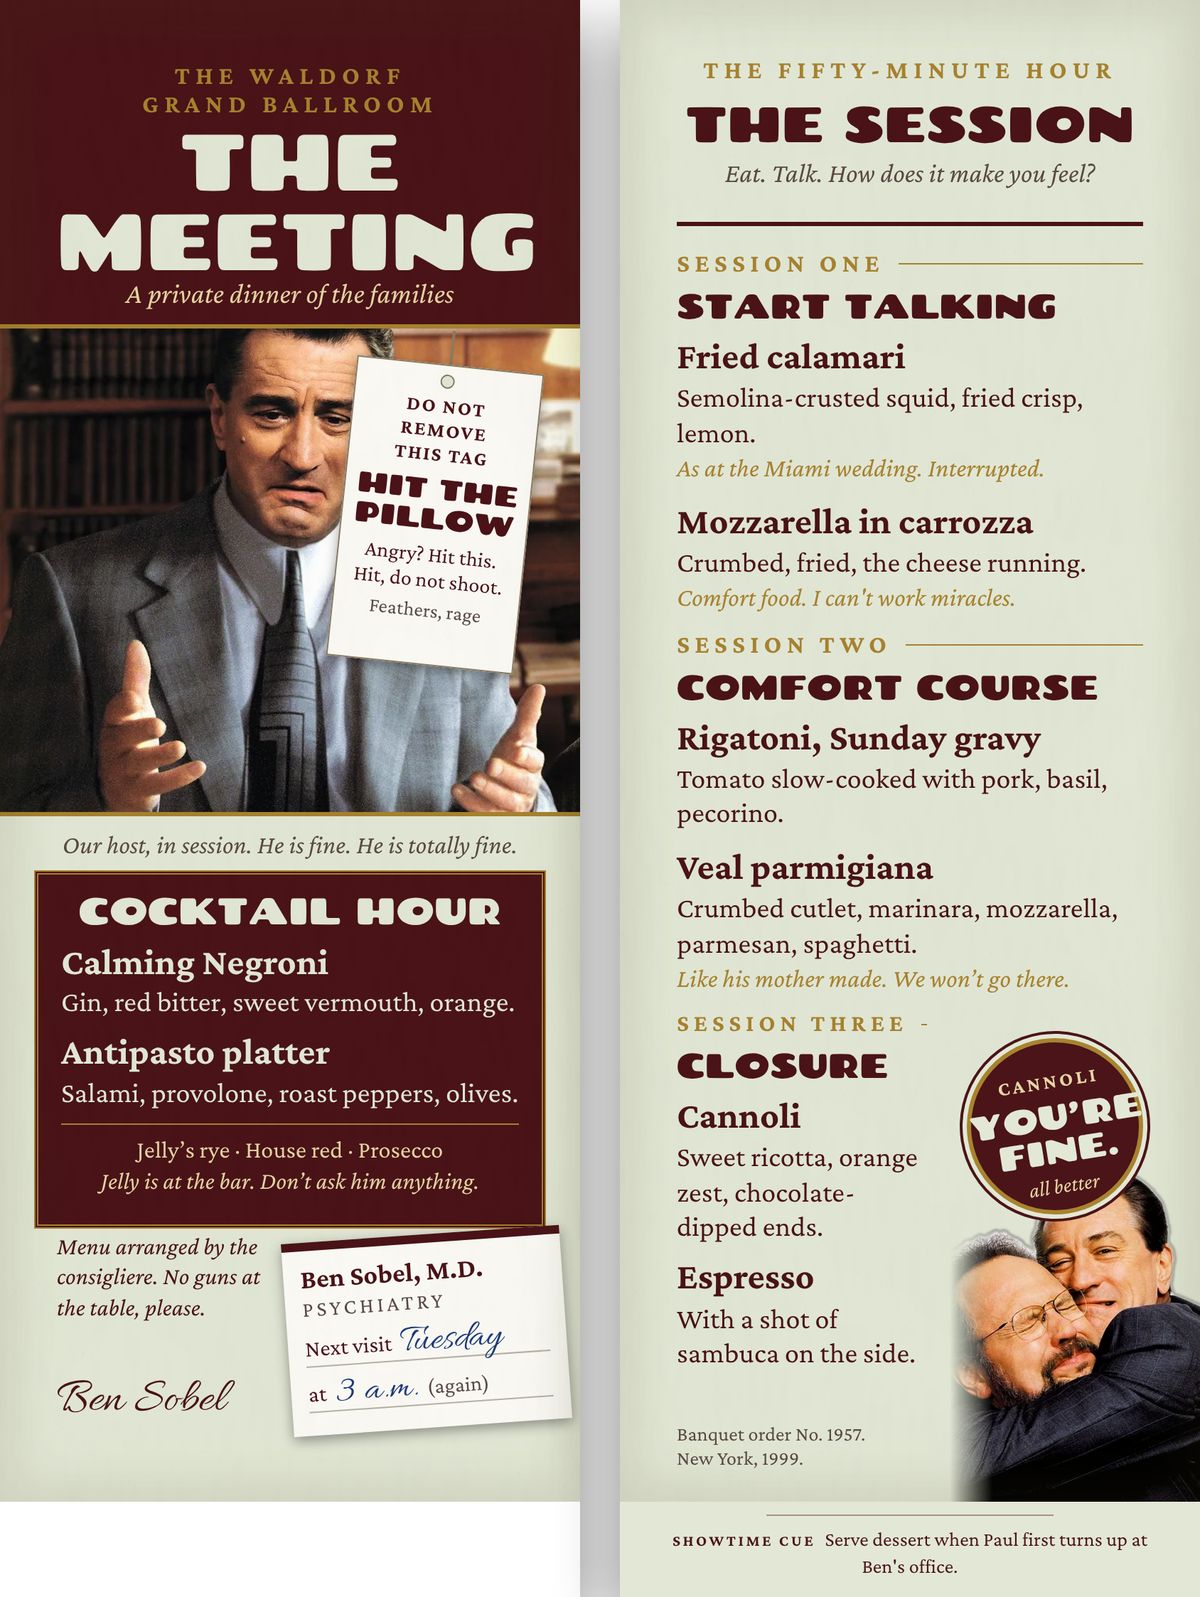 THE WALDORF
GRAND BALLROOM
THE
MEETING
A private dinner of the families
DO NOT
REMOVE
THIS TAG
HIT THE
PILLOW
Angry? Hit this.
Hit, do not shoot.
Feathers, rage
Our host, in session. He is fine. He is totally fine.
COCKTAIL HOUR
Calming Negroni
Gin, red bitter, sweet vermouth, orange.
Antipasto platter
Salami, provolone, roast peppers, olives.
Jelly’s rye · House red · Prosecco
Jelly is at the bar. Don’t ask him anything.
Menu arranged by the
consigliere. No guns at
the table, please.
Ben Sobel
Ben Sobel, M.D.
PSYCHIATRY
Next visit Tuesday
at 3 a.m. (again)
THE FIFTY-MINUTE HOUR
THE SESSION
Eat. Talk. How does it make you feel?
SESSION ONE
START TALKING
Fried calamari
Semolina-crusted squid, fried crisp,
lemon.
As at the Miami wedding. Interrupted.
Mozzarella in carrozza
Crumbed, fried, the cheese running.
Comfort food. I can't work miracles.
SESSION TWO
COMFORT COURSE
Rigatoni, Sunday gravy
Tomato slow-cooked with pork, basil,
pecorino.
Veal parmigiana
Crumbed cutlet, marinara, mozzarella,
parmesan, spaghetti.
Like his mother made. We won’t go there.
SESSION THREE
CLOSURE
Cannoli
Sweet ricotta, orange
zest, chocolate-
dipped ends.
Espresso
With a shot of
sambuca on the side.
CANNOLI
YOU’RE
FINE.
all better
Banquet order No. 1957.
New York, 1999.
SHOWTIME CUE Serve dessert when Paul first turns up at
Ben's office.